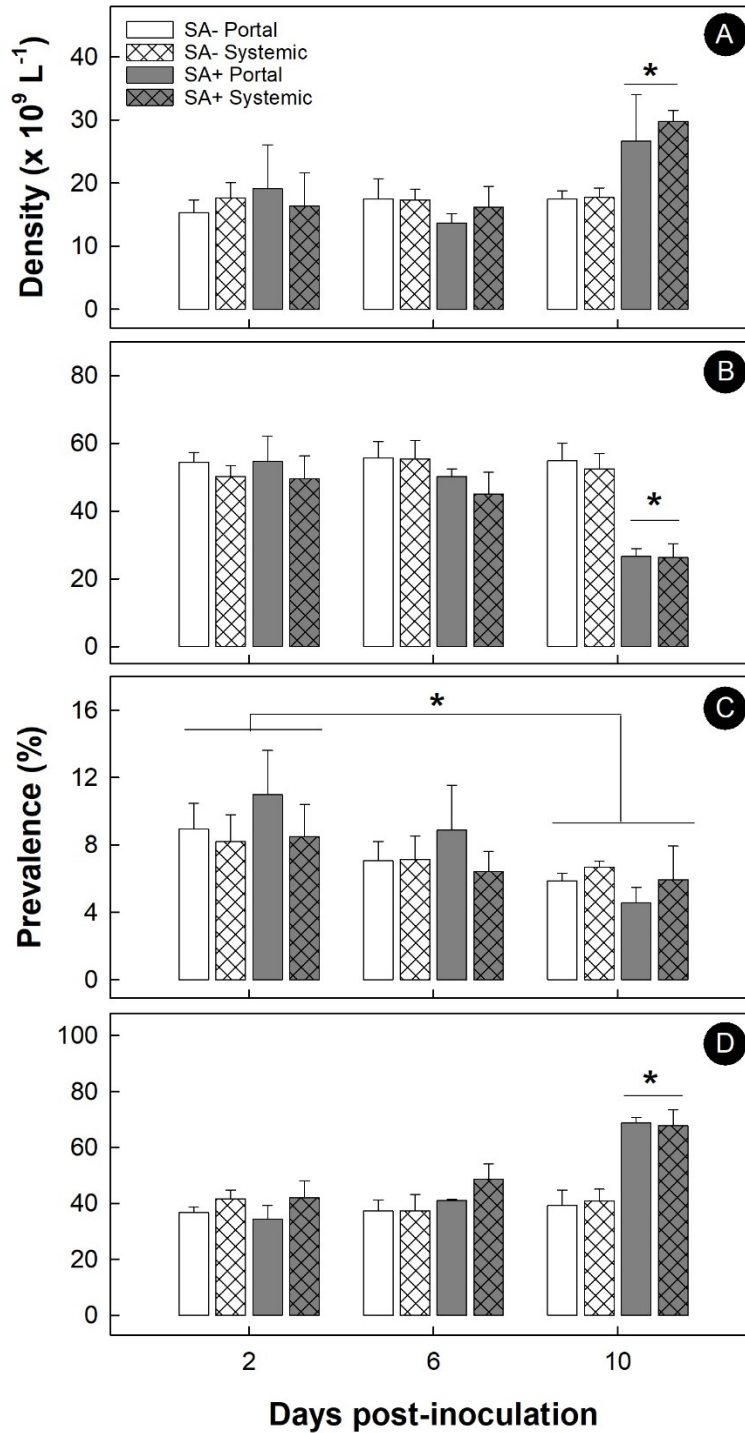 SA- Portal
SA- Systemic
SA+ Portal
SA+ Systemic
A
Density (x 10⁹ L⁻¹)
40
30
20
10
0
*
B
80
60
40
20
0
*
C
Prevalence (%)
16
12
8
4
0
*
D
100
80
60
40
20
0
*
2 6 10
Days post-inoculation